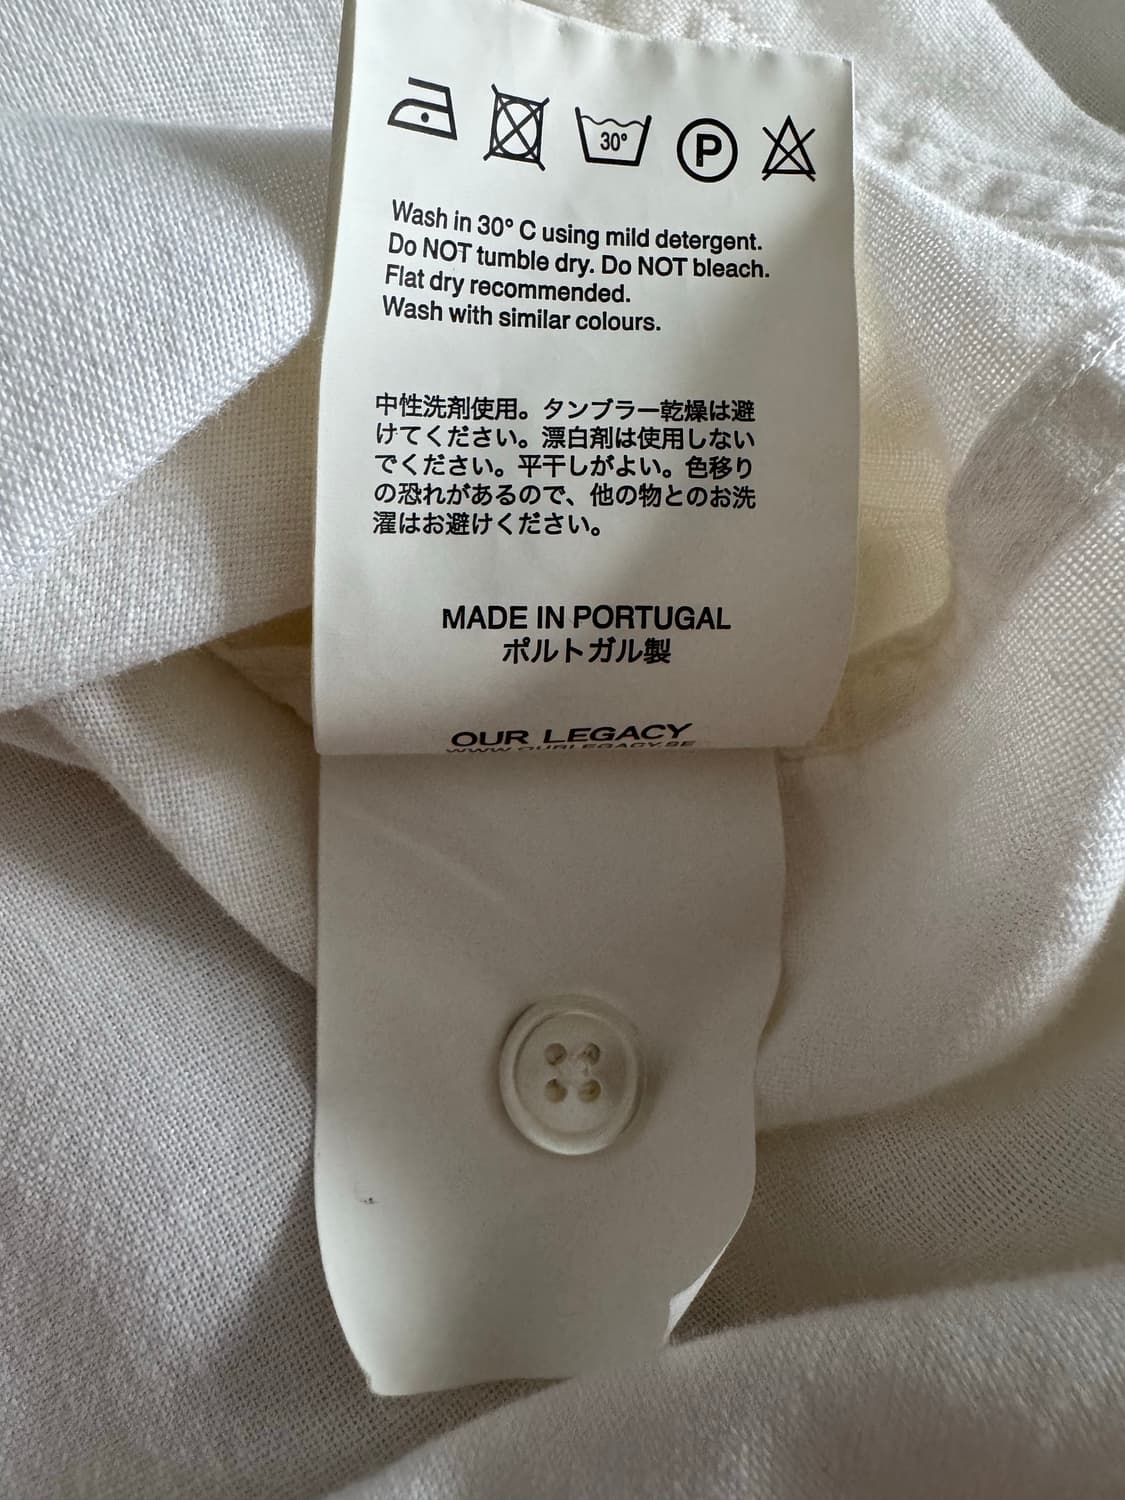 30°
P
Wash in 30° C using mild detergent.
Do NOT tumble dry. Do NOT bleach.
Flat dry recommended.
Wash with similar colours.
中性洗剤使用。タンブラー乾燥は避
けてください。漂白剤は使用しない
でください。平干しがよい。色移り
の恐れがあるので、他の物とのお洗
濯はお避けください。
MADE IN PORTUGAL
ポルトガル製
OUR LEGACY
WWW.OURLEGACY.SE